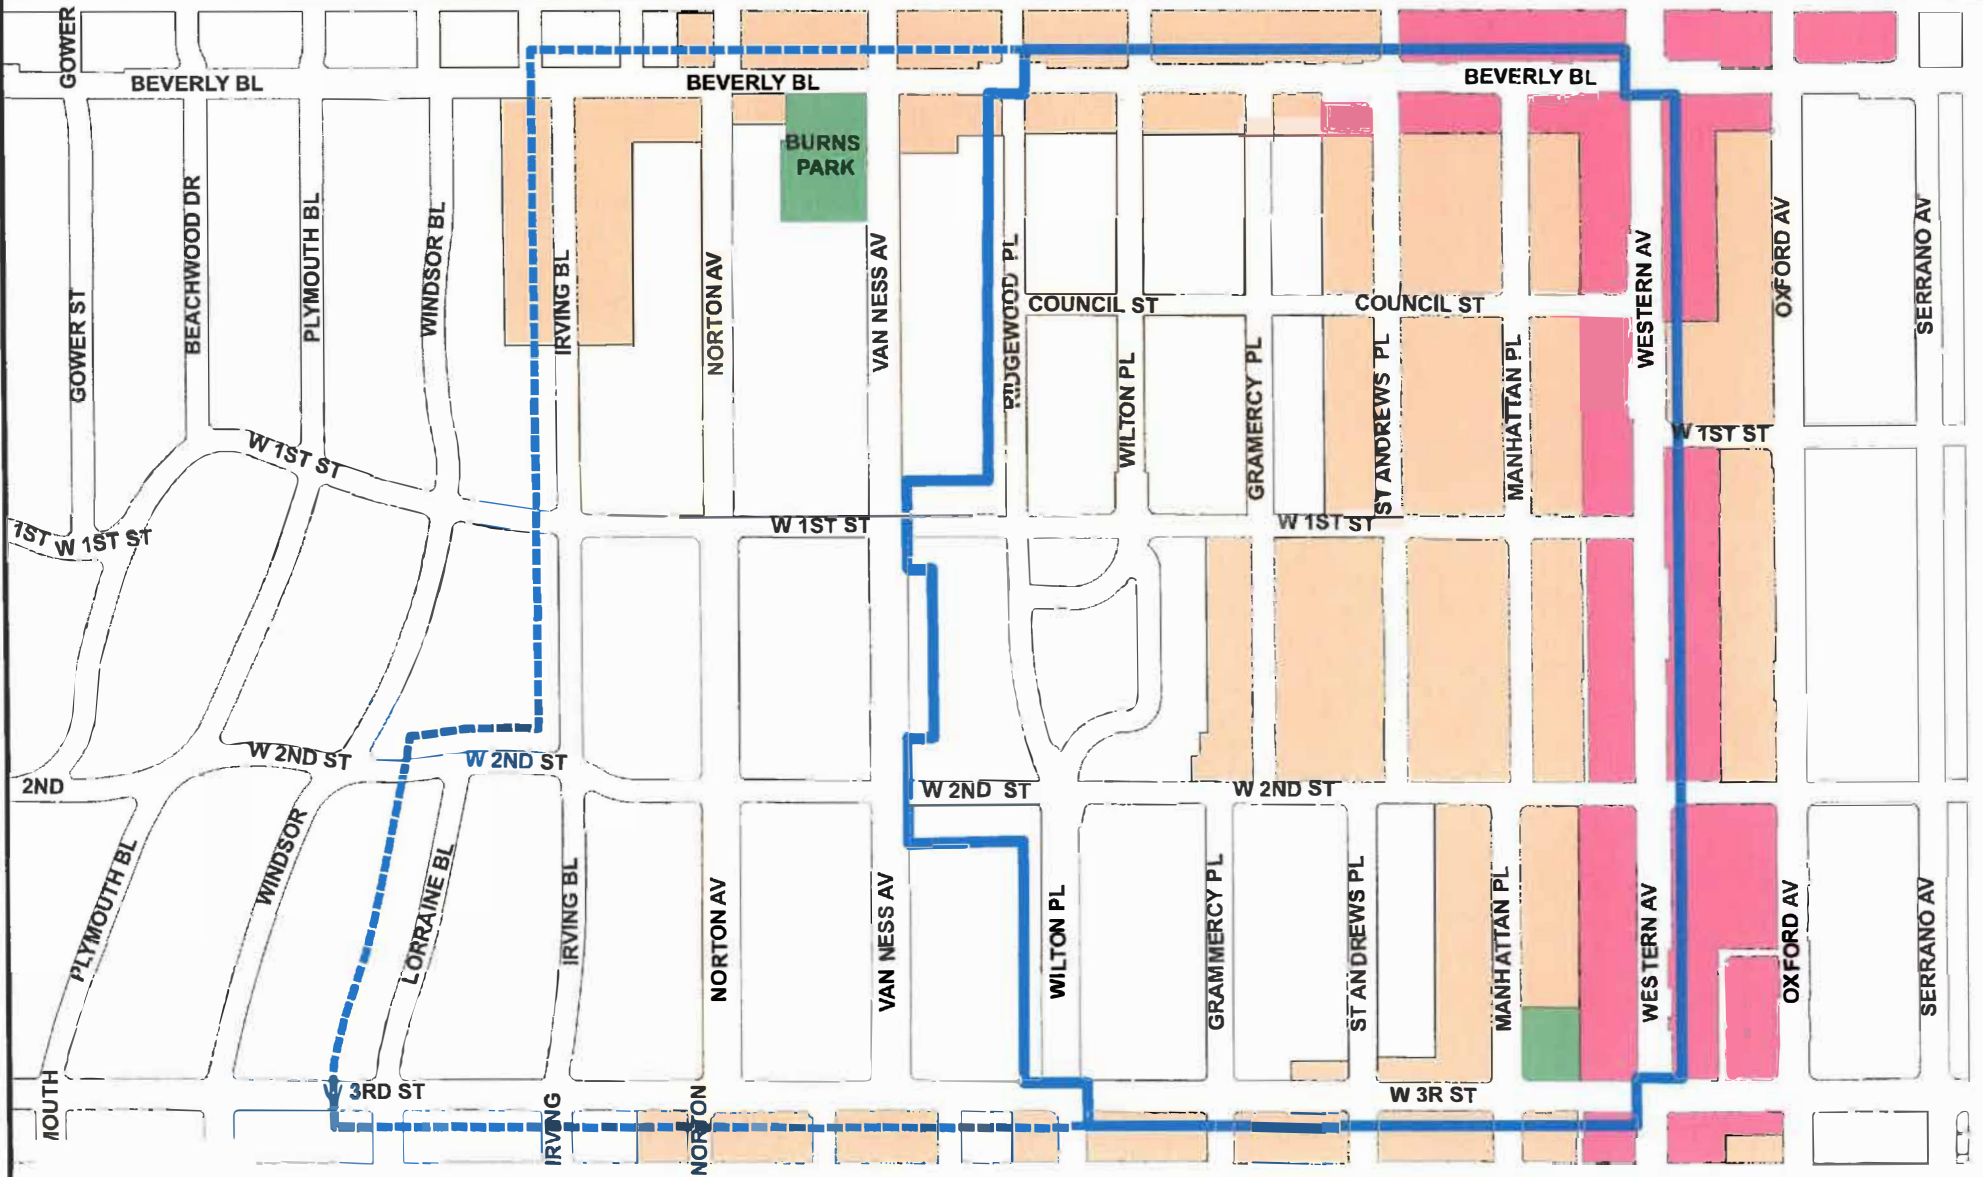 GOWER
BEVERLY BL
BEVERLY BL
BEVERLY BL
BURNS
PARK
GOWER ST
BEACHWOOD DR
PLYMOUTH BL
WINDSOR BL
IRVING BL
NORTON AV
VAN NESS AV
RIDGEWOOD PL
COUNCIL ST
COUNCIL ST
WILTON PL
GRAMERCY PL
ST ANDREWS PL
MANHATTAN PL
WESTERN AV
OXFORD AV
SERRANO AV
W 1ST ST
W 1ST ST
1ST
W 1ST ST
W 1ST ST
W 1ST ST
W 2ND ST
W 2ND ST
W 2ND ST
W 2ND ST
2ND
PLYMOUTH BL
WINDSOR
LORRAINE BL
IRVING BL
NORTON AV
VAN NESS AV
WILTON PL
GRAMMERCY PL
ST ANDREWS PL
MANHATTAN PL
WESTERN AV
OXFORD AV
SERRANO AV
3RD ST
W 3R ST
MOUTH
IRVING
NORTON